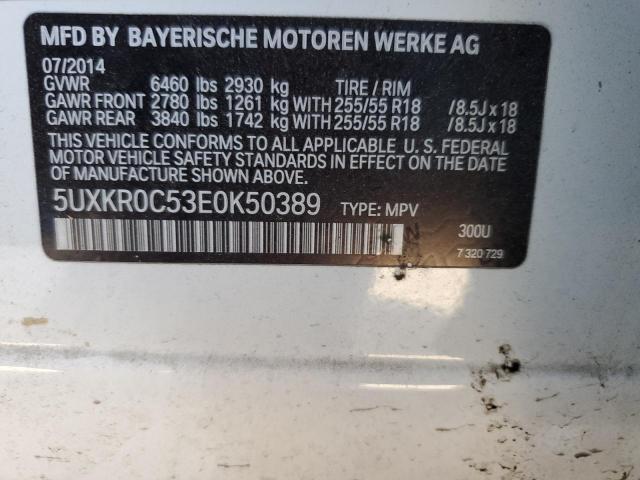 MFD BY BAYERISCHE MOTOREN WERKE AG
07/2014
GVWR 6460 lbs 2930 kg TIRE / RIM
GAWR FRONT 2780 lbs 1261 kg WITH 255/55 R18 /8.5J x 18
GAWR REAR 3840 lbs 1742 kg WITH 255/55 R18 /8.5J x 18
THIS VEHICLE CONFORMS TO ALL APPLICABLE U. S. FEDERAL
MOTOR VEHICLE SAFETY STANDARDS IN EFFECT ON THE DATE
OF MANUFACTURE SHOWN ABOVE
5UXKR0C53E0K50389 TYPE: MPV
300U
7 320 729